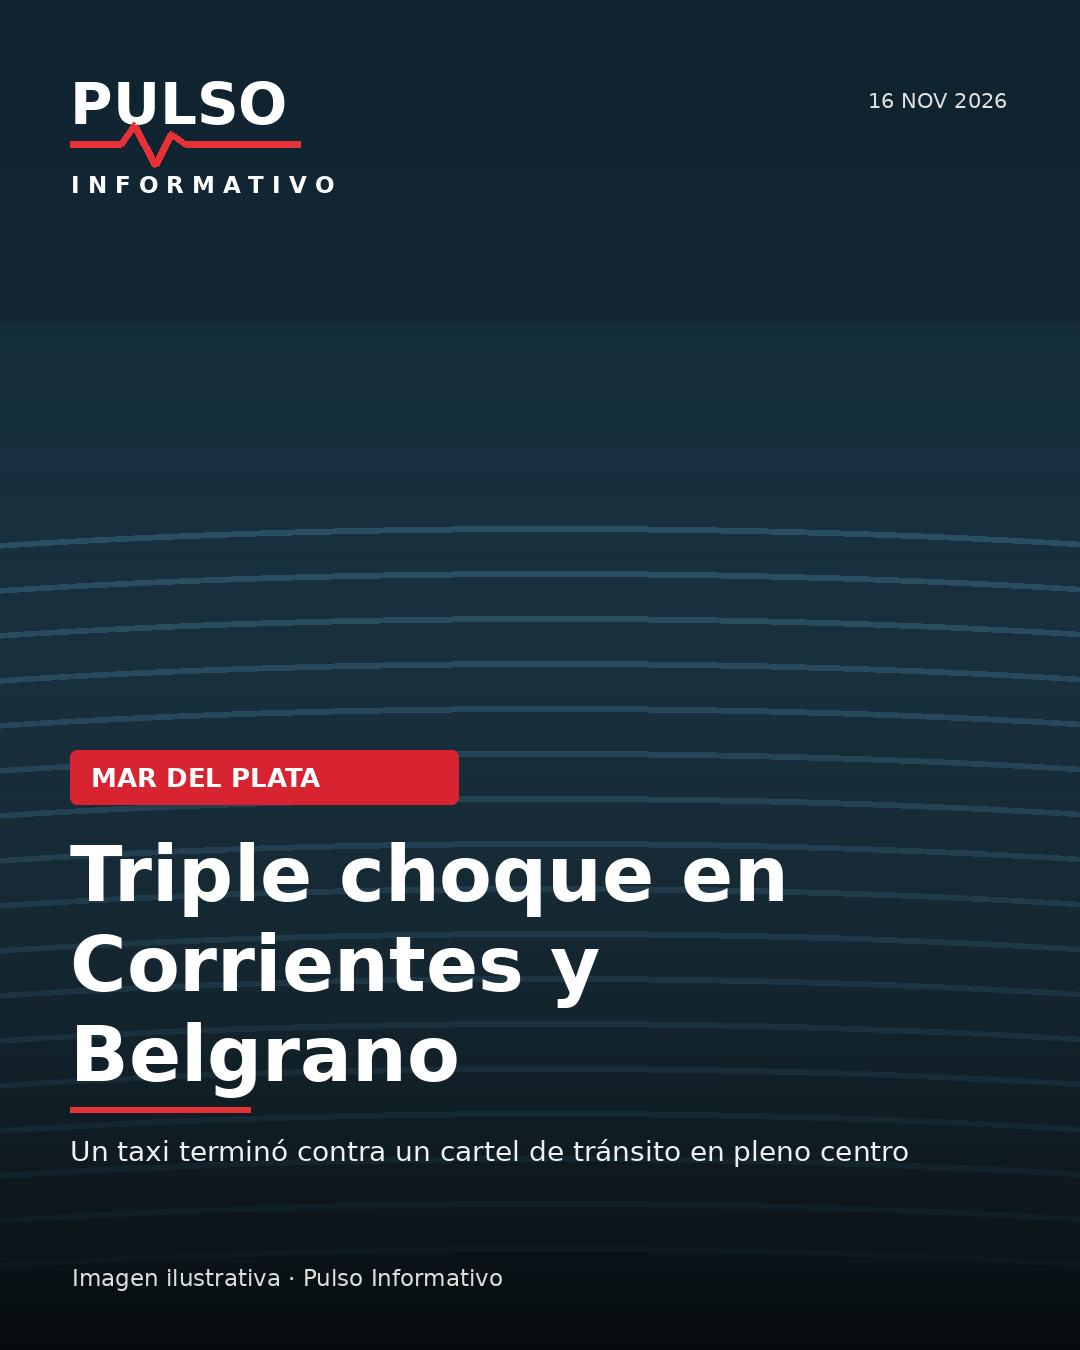 PULSO
INFORMATIVO
16 NOV 2026
MAR DEL PLATA
Triple choque en
Corrientes y
Belgrano
Un taxi terminó contra un cartel de tránsito en pleno centro
Imagen ilustrativa · Pulso Informativo